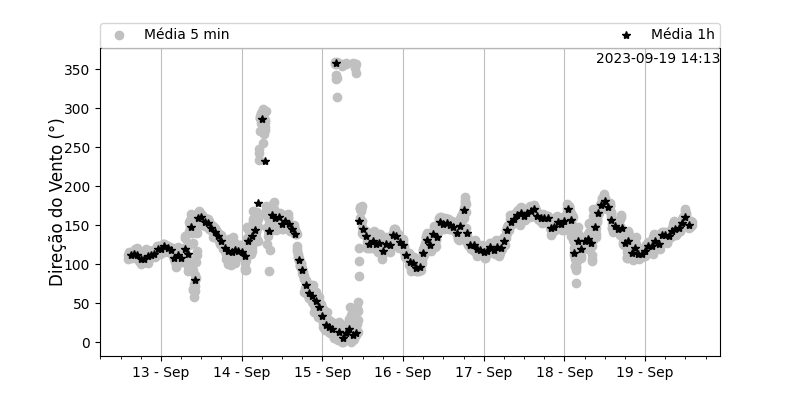 Média 5 min
Média 1h
2023-09-19 14:13
Direção do Vento (°)
350
300
250
200
150
100
50
0
13 - Sep
14 - Sep
15 - Sep
16 - Sep
17 - Sep
18 - Sep
19 - Sep